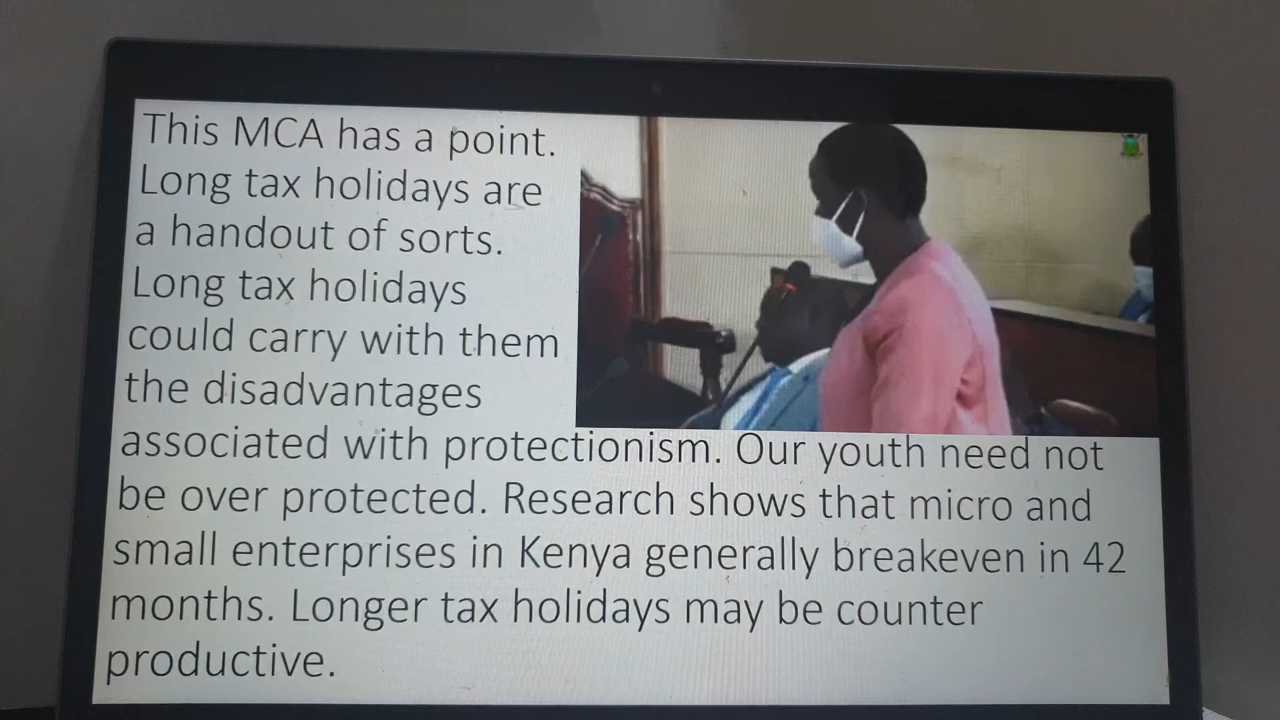 This MCA has a point.
Long tax holidays are
a handout of sorts.
Long tax holidays
could carry with them
the disadvantages
associated with protectionism. Our youth need not
be over protected. Research shows that micro and
small enterprises in Kenya generally breakeven in 42
months. Longer tax holidays may be counter
productive.